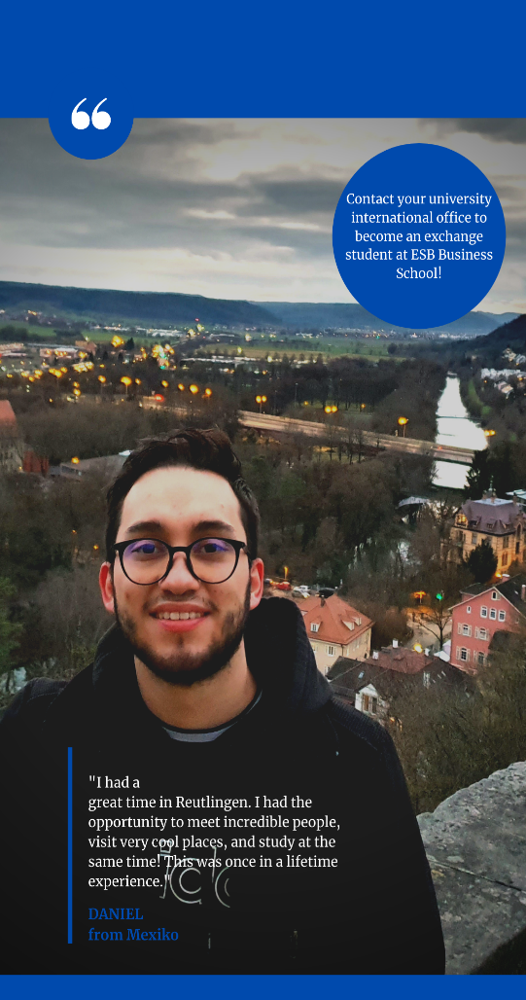 Contact your university
international office to
become an exchange
student at ESB Business
School!
"I had a
great time in Reutlingen. I had the
opportunity to meet incredible people,
visit very cool places, and study at the
same time! This was once in a lifetime
experience."
DANIEL
from Mexiko